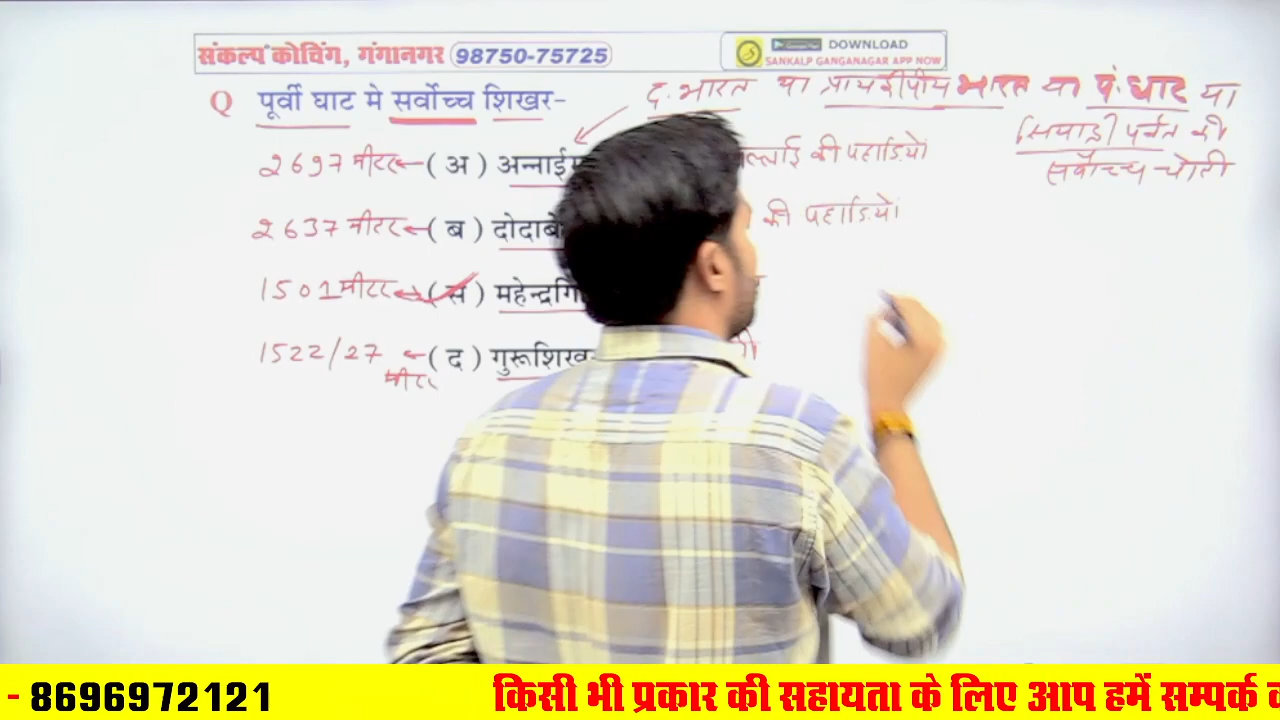 संकल्प कोचिंग, गंगानगर 98750-75725
DOWNLOAD
SANKALP GANGANAGAR APP NOW
Q पूर्वी घाट मे सर्वोच्च शिखर-
द. भारत या प्रायद्वीपीय भारत या प. घाट या
की
सर्वोच्च चोटी
2697 मीटर ← ( अ ) अन्नाईम की पहाडियों
2637 मीटर ← ( ब ) दोदाबे की पहाडियों
1501 मीटर ← ( स ) महेन्द्रगि
1522/27 ← ( द ) गुरूशिख
मीटर
- 8696972121 किसी भी प्रकार की सहायता के लिए आप हमें सम्पर्क क